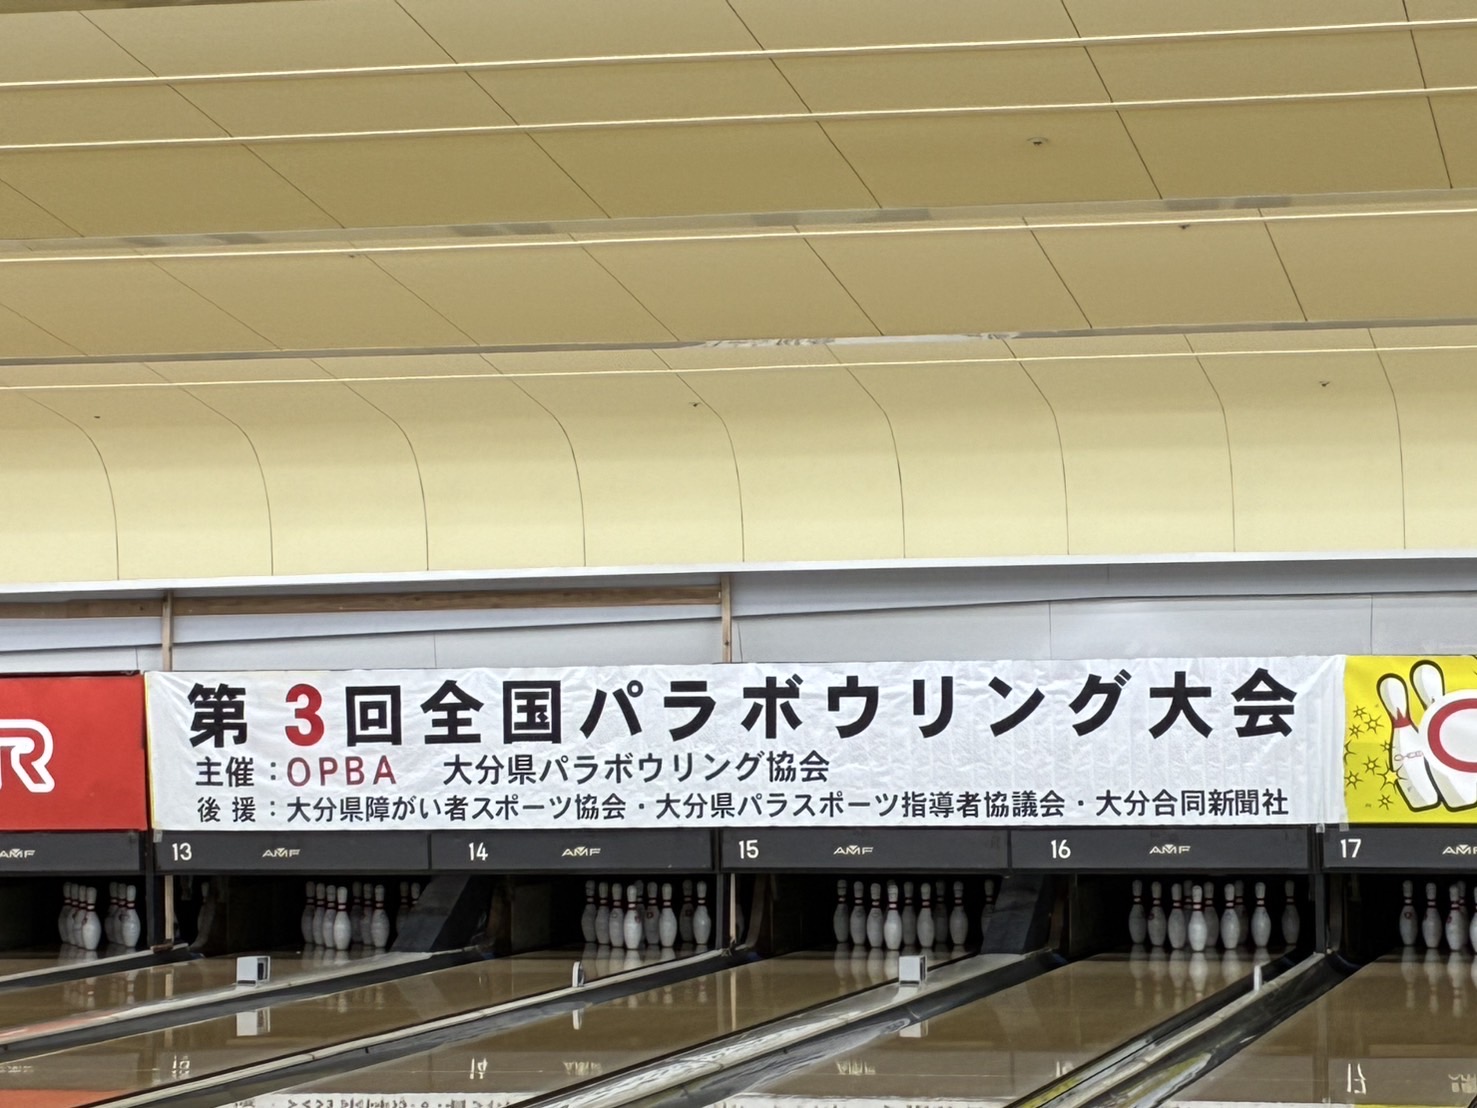 第3回全国パラボウリング大会
主催：OPBA 大分県パラボウリング協会
後援：大分県障がい者スポーツ協会・大分県パラスポーツ指導者協議会・大分合同新聞社
AMF 13 AMF 14 AMF 15 AMF 16 AMF 17